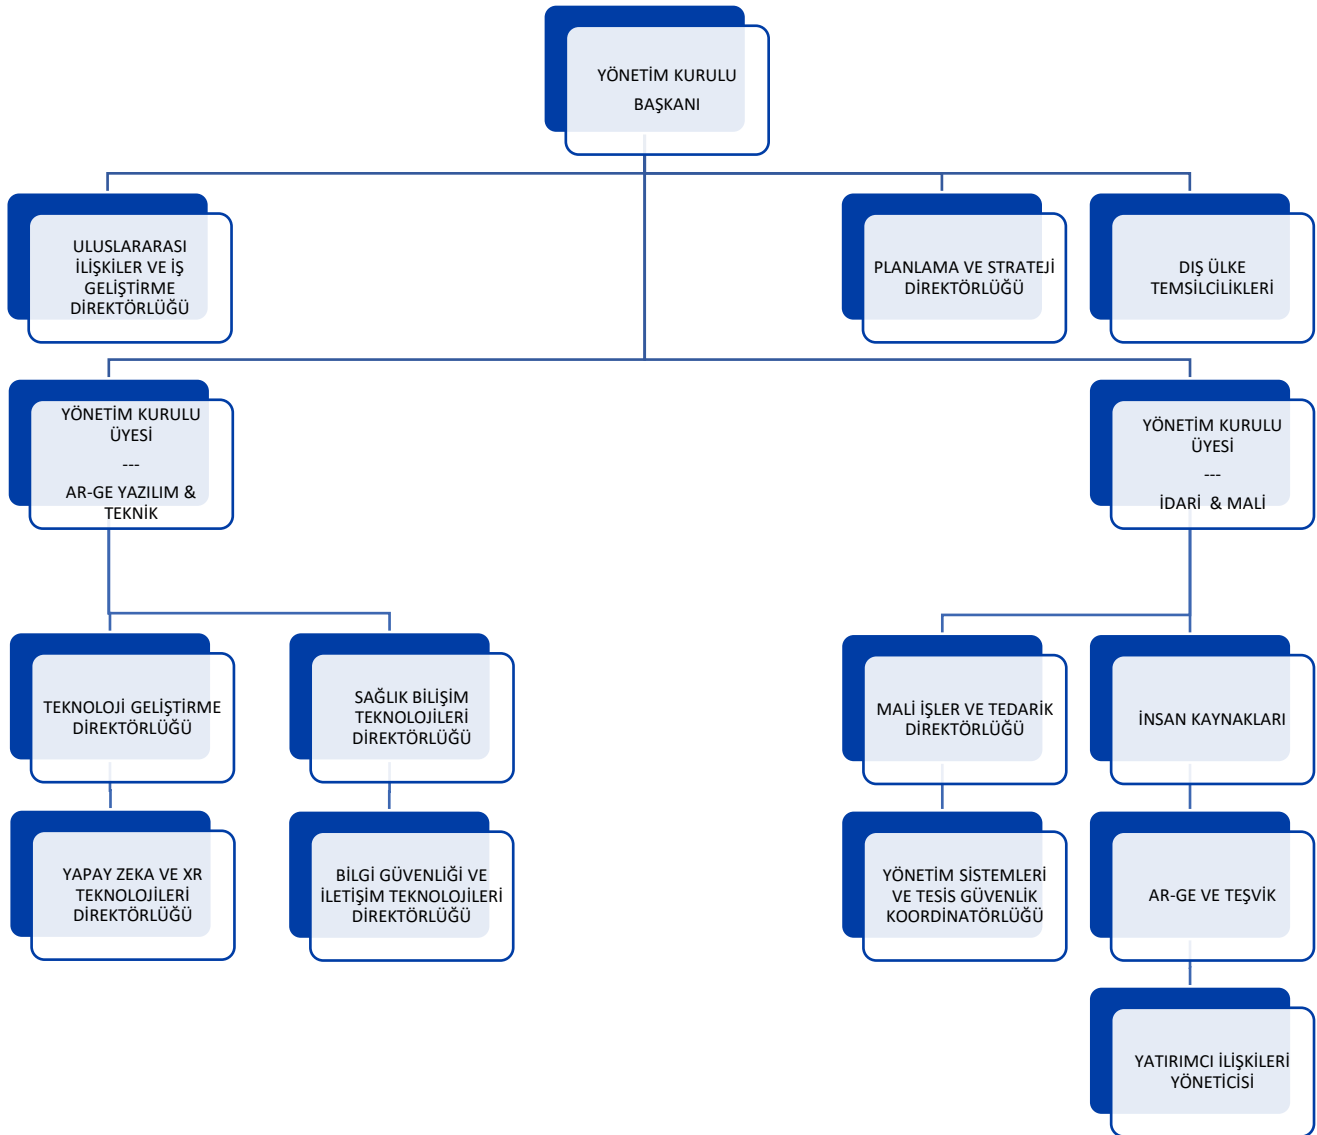 YÖNETİM KURULU
BAŞKANI
ULUSLARARASI
İLİŞKİLER VE İŞ
GELİŞTİRME
DİREKTÖRLÜĞÜ
PLANLAMA VE STRATEJİ
DİREKTÖRLÜĞÜ
DIŞ ÜLKE
TEMSİLCİLİKLERİ
YÖNETİM KURULU
ÜYESİ
---
AR-GE YAZILIM &
TEKNİK
YÖNETİM KURULU
ÜYESİ
---
İDARİ & MALİ
TEKNOLOJİ GELİŞTİRME
DİREKTÖRLÜĞÜ
SAĞLIK BİLİŞİM
TEKNOLOJİLERİ
DİREKTÖRLÜĞÜ
MALİ İŞLER VE TEDARİK
DİREKTÖRLÜĞÜ
İNSAN KAYNAKLARI
YAPAY ZEKA VE XR
TEKNOLOJİLERİ
DİREKTÖRLÜĞÜ
BİLGİ GÜVENLİĞİ VE
İLETİŞİM TEKNOLOJİLERİ
DİREKTÖRLÜĞÜ
YÖNETİM SİSTEMLERİ
VE TESİS GÜVENLİK
KOORDİNATÖRLÜĞÜ
AR-GE VE TEŞVİK
YATIRIMCI İLİŞKİLERİ
YÖNETİCİSİ